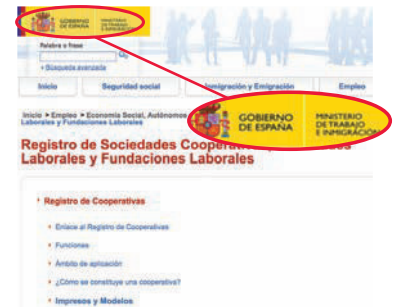 GOBIERNO
DE ESPAÑA
MINISTERIO
DE TRABAJO
E INMIGRACIÓN
Palabra o frase
Búsqueda avanzada
Inicio
Seguridad social
Inmigración y Emigración
Empleo
Inicio Empleo Economía Social, Autónomos
Laborales y Fundaciones Laborales
GOBIERNO
DE ESPAÑA
MINISTERIO
DE TRABAJO
E INMIGRACIÓN
Registro de Sociedades
Laborales y Fundaciones Laborales
Registro de Cooperativas
Enlace al Registro de Cooperativas
Funciones
Ámbito de aplicación
¿Cómo se constituye una cooperativa?
Impresos y Modelos